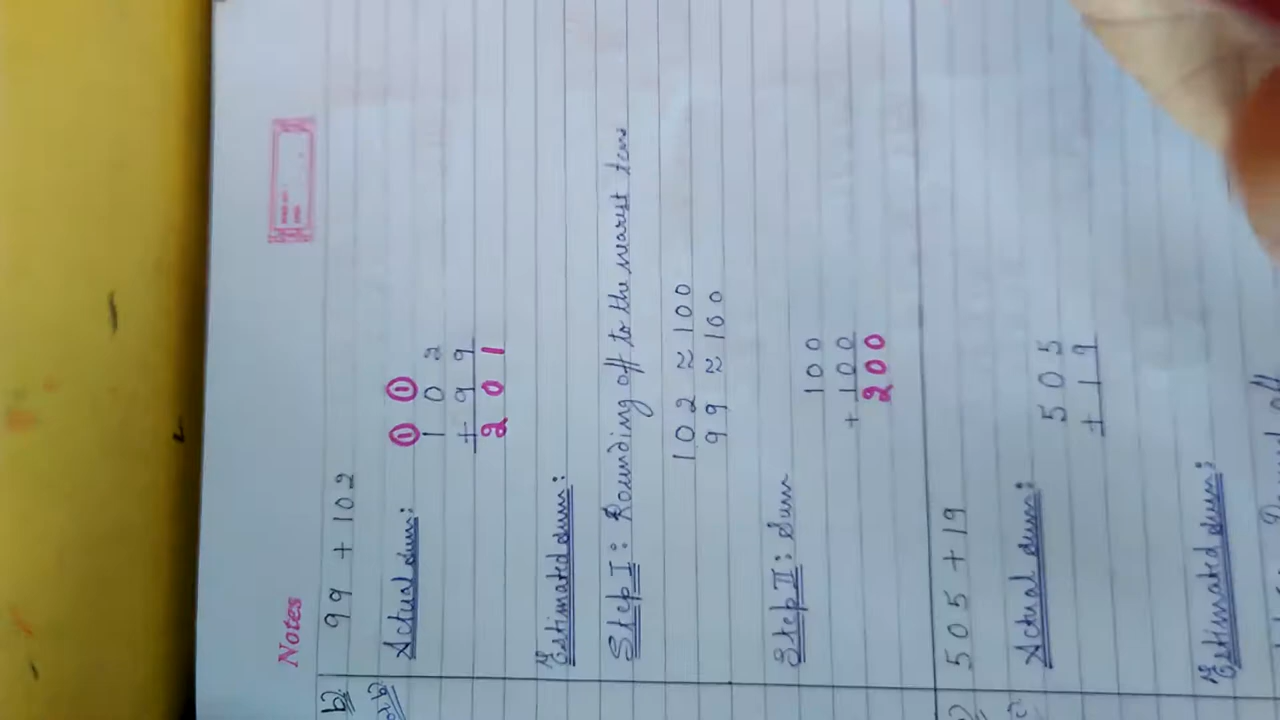 Notes
b) 99 + 102
Actual sum:
① ①
1 0 2
+ 9 9
2 0 1
Estimated sum:
Step I: Rounding off to the nearest tens
102 ≈ 100
99 ≈ 100
Step II: Sum
100
+ 100
200
505 + 19
Actual sum:
5 0 5
+ 1 9
Estimated sum: